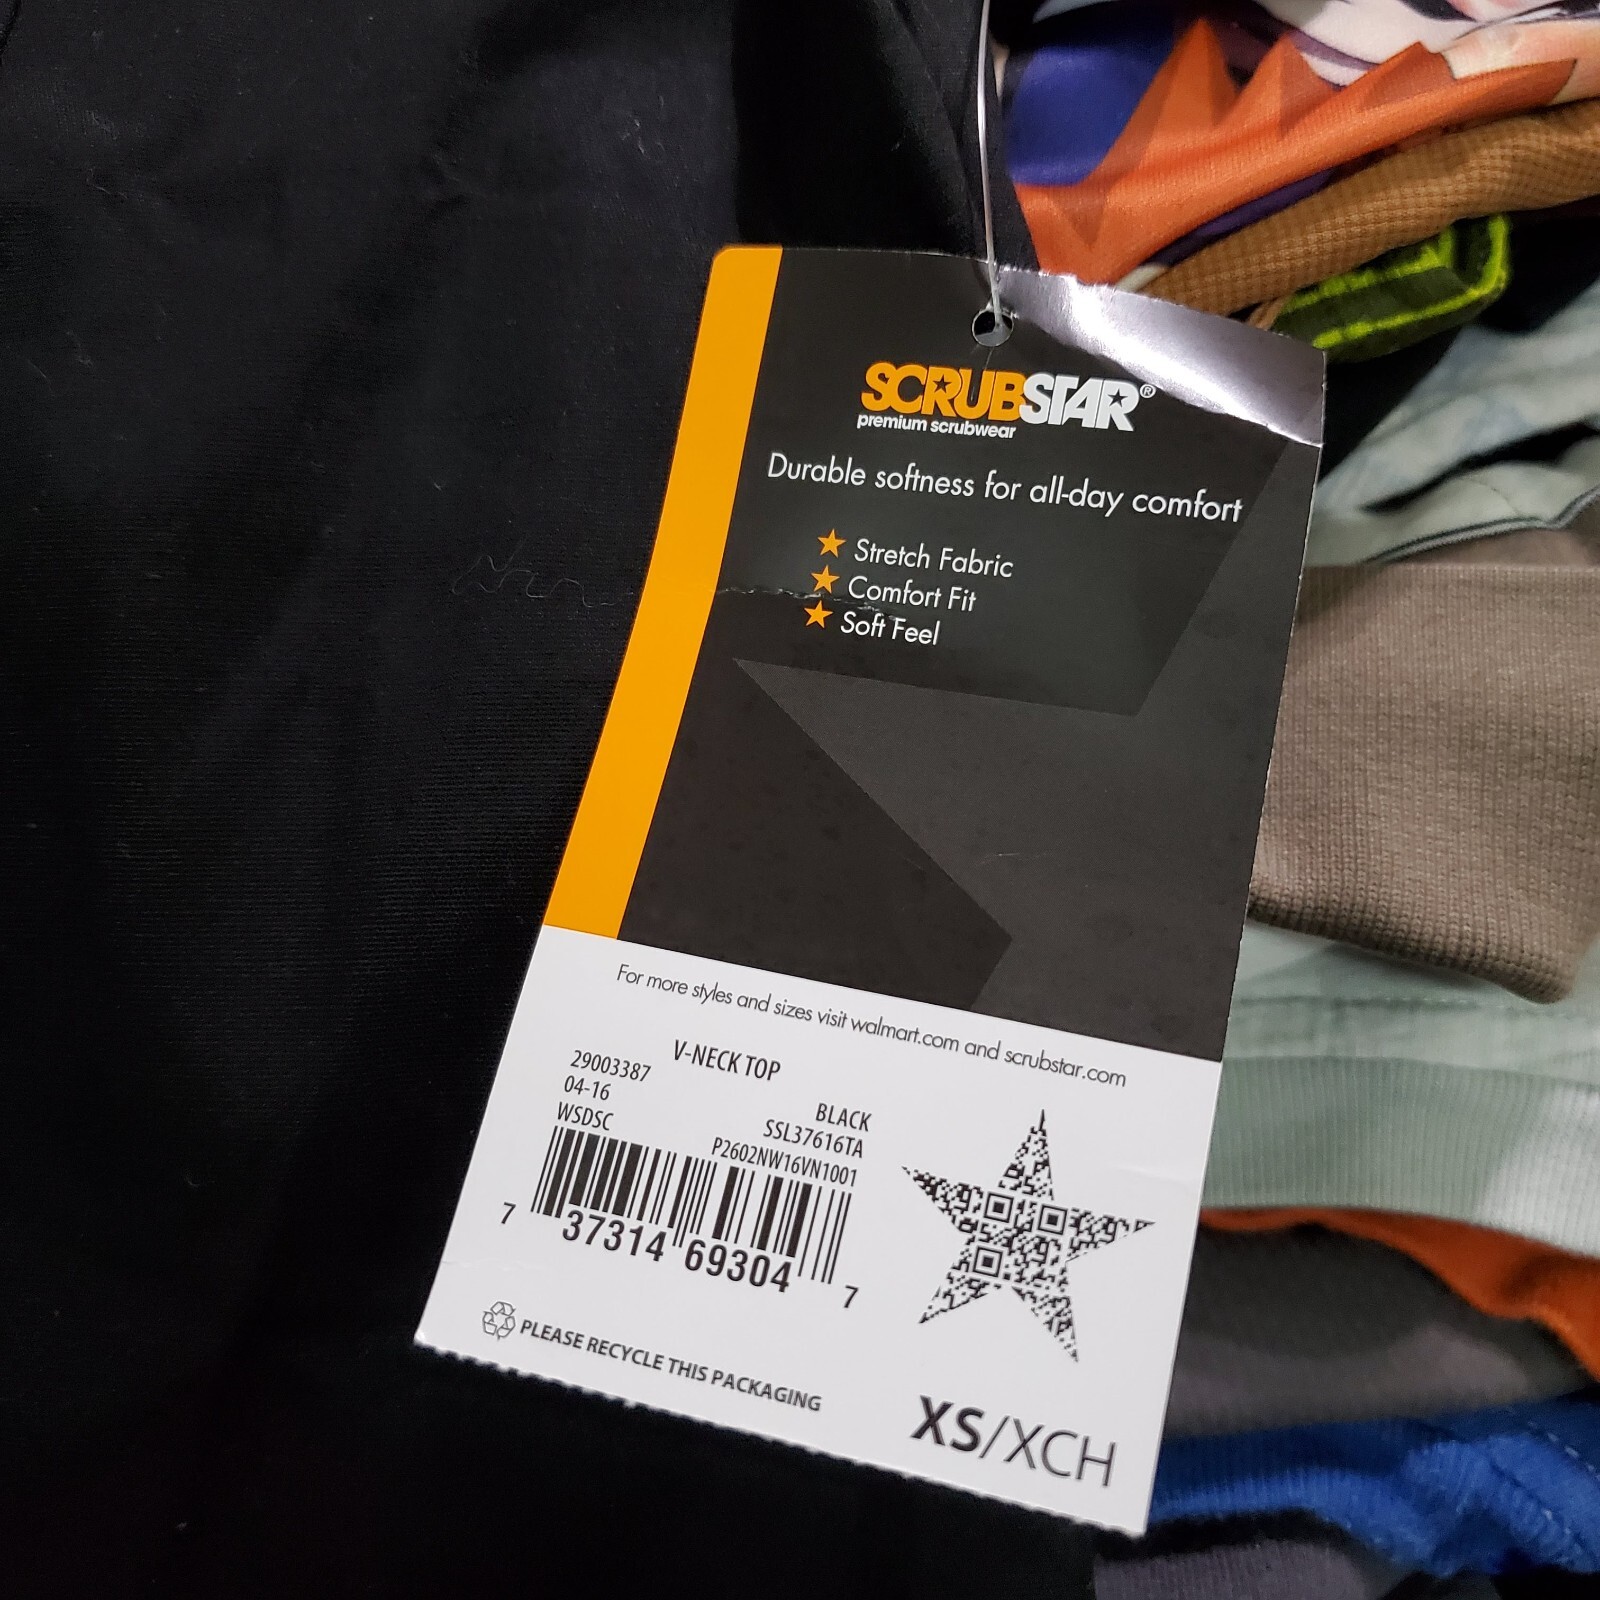 SCRUBSTAR®
premium scrubwear
Durable softness for all-day comfort
Stretch Fabric
Comfort Fit
Soft Feel
For more styles and sizes visit walmart.com and scrubstar.com
V-NECK TOP
29003387
04-16
WSDSC
BLACK
SSL37616TA
P2602NW16VN1001
7 37314 69304 7
PLEASE RECYCLE THIS PACKAGING
XS/XCH